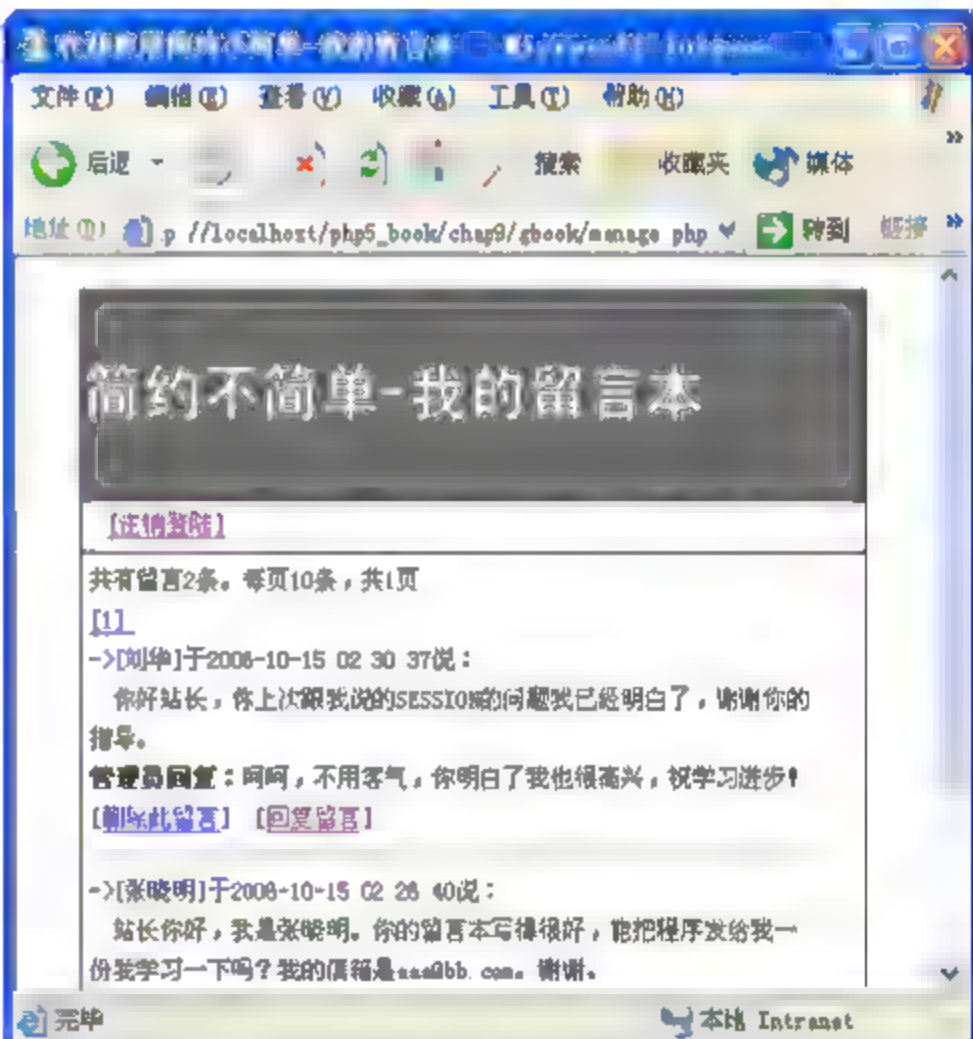 文件(F) 编辑(E) 查看(V) 收藏(A) 工具(T) 帮助(H)
后退 搜索 收藏夹 媒体
地址(D) p //localhost/php5_book/chap9/gbook/manage php 转到 链接
简约不简单-我的留言本
[注销登陆]
共有留言2条。每页10条，共1页
[1]
->[刘华]于2006-10-15 02 30 37说：
你好站长，你上次跟我说的SESSION的问题我已经明白了，谢谢你的
指导。
管理员回复：呵呵，不用客气，你明白了我也很高兴，祝学习进步！
[删除此留言] [回复留言]
->[张晓明]于2006-10-15 02 26 40说：
站长你好，我是张晓明。你的留言本写得很好，能把程序发给我一
份我学习一下吗？我的信箱是aaa@bb.com。谢谢。
完毕 本地 Intranet